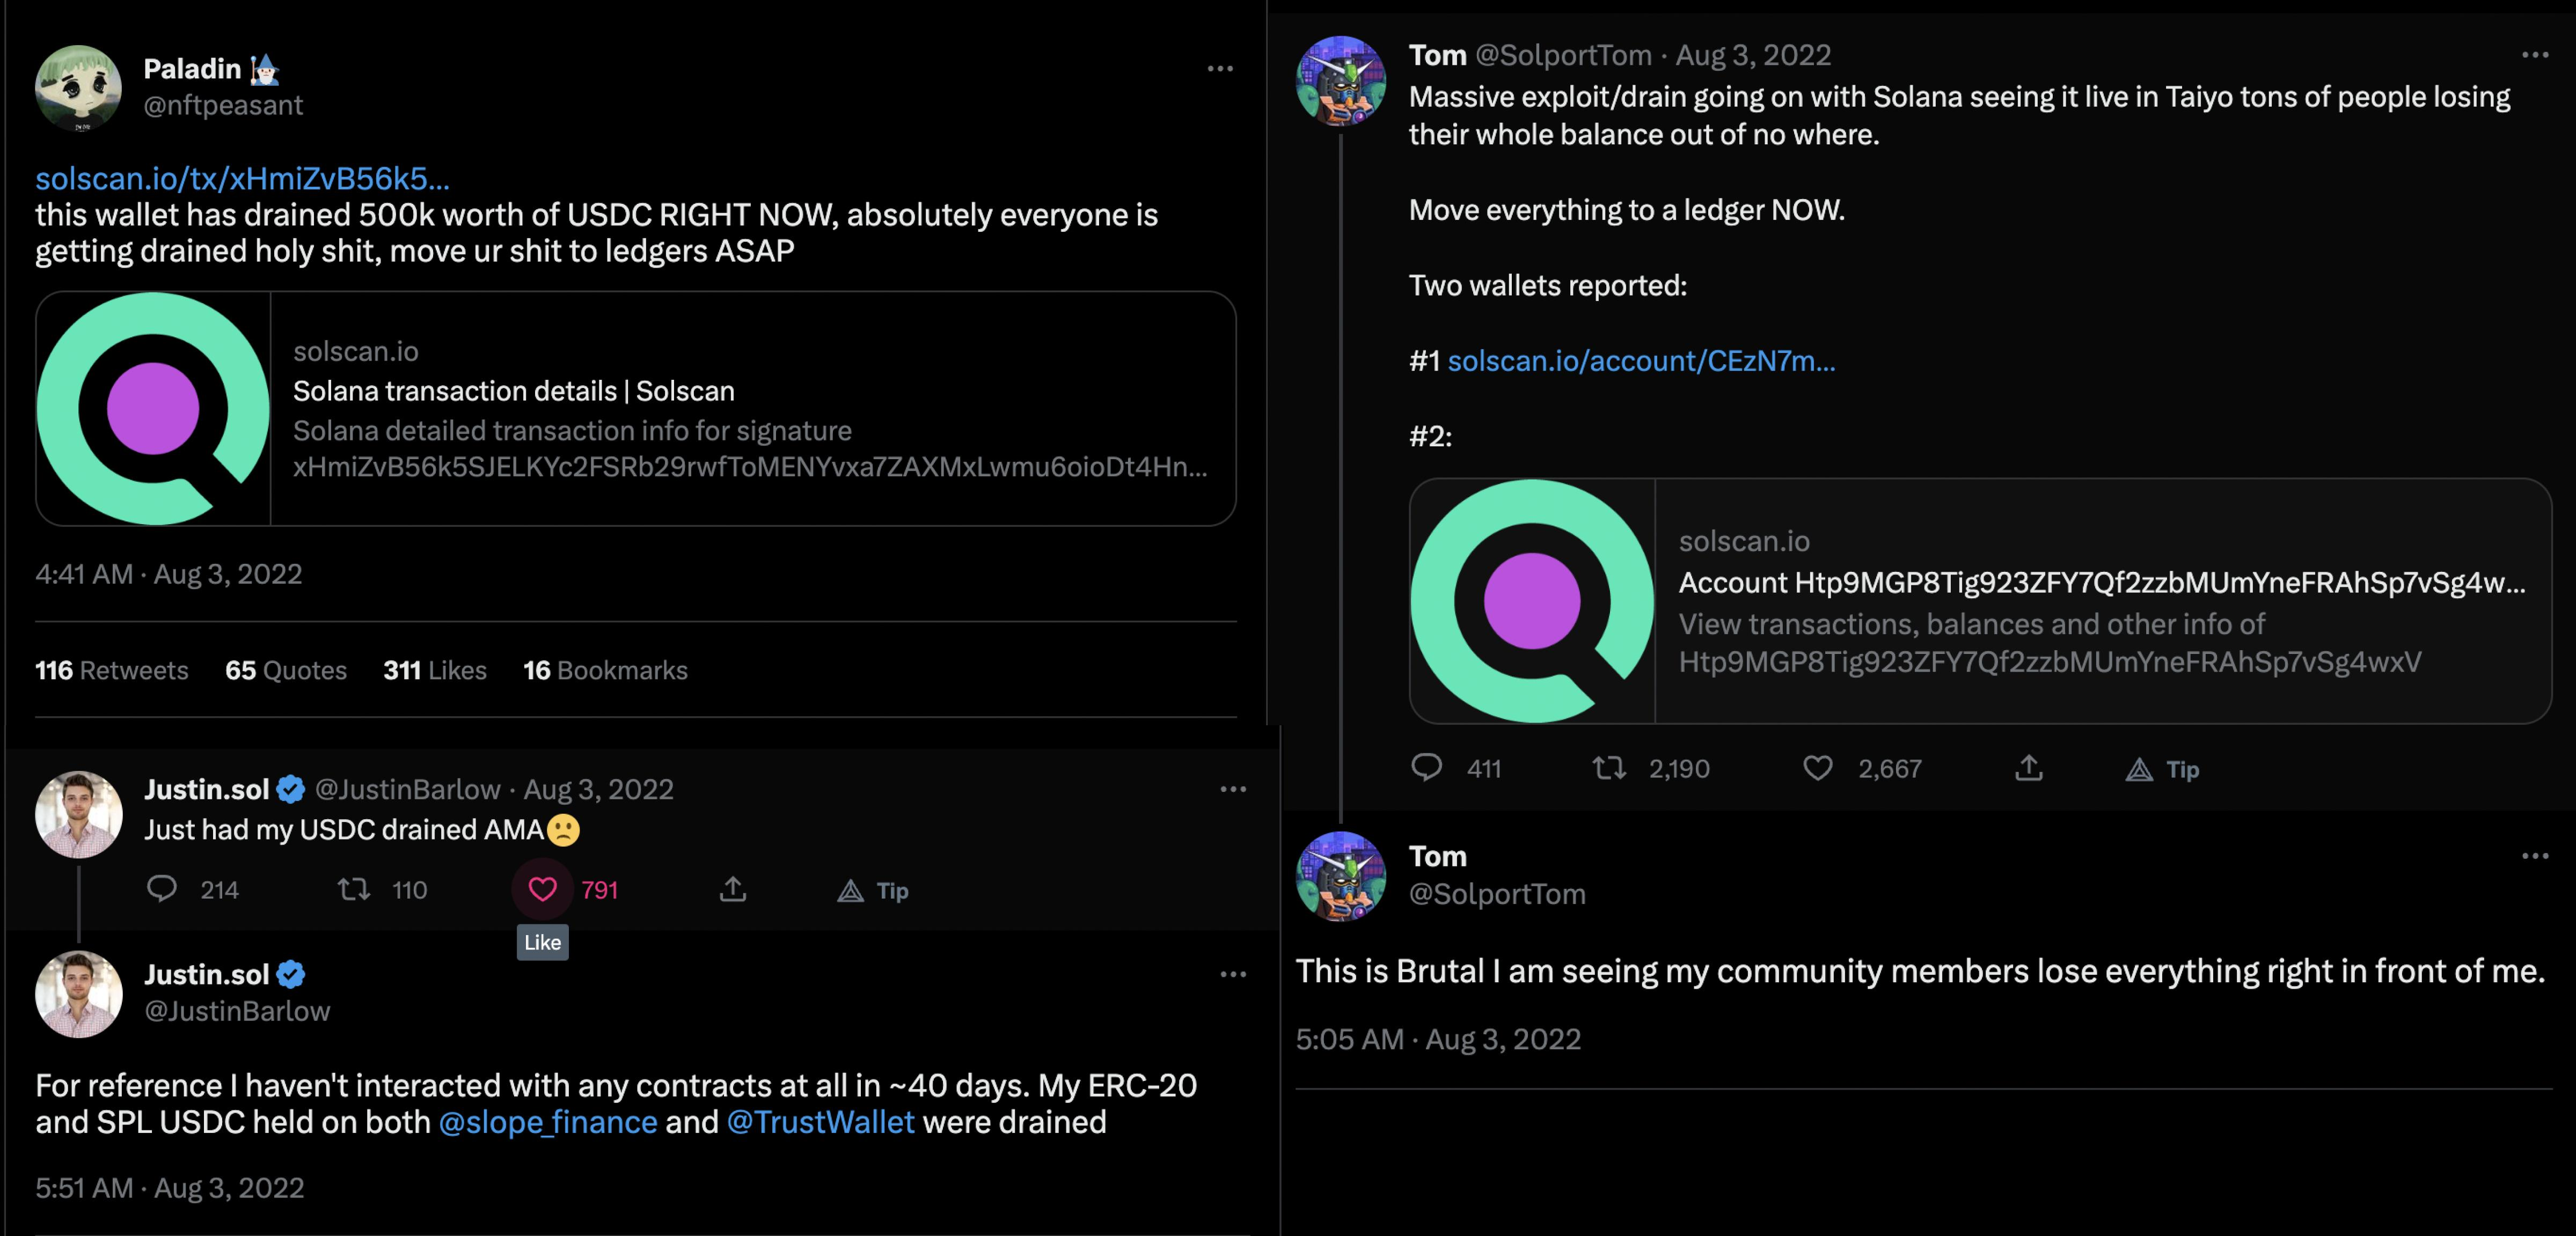 Paladin 🧙‍♂️
@nftpeasant
solscan.io/tx/xHmiZvB56k5...
this wallet has drained 500k worth of USDC RIGHT NOW, absolutely everyone is
getting drained holy shit, move ur shit to ledgers ASAP
solscan.io
Solana transaction details | Solscan
Solana detailed transaction info for signature
xHmiZvB56k5SJELKYc2FSRb29rwfToMENYvxa7ZAXMxLwmu6oioDt4Hn...
4:41 AM · Aug 3, 2022
116 Retweets 65 Quotes 311 Likes 16 Bookmarks
Justin.sol @JustinBarlow · Aug 3, 2022
Just had my USDC drained AMA🙁
214 110 791 Tip
Like
Justin.sol
@JustinBarlow
For reference I haven't interacted with any contracts at all in ~40 days. My ERC-20
and SPL USDC held on both @slope_finance and @TrustWallet were drained
5:51 AM · Aug 3, 2022
Tom @SolportTom · Aug 3, 2022
Massive exploit/drain going on with Solana seeing it live in Taiyo tons of people losing
their whole balance out of no where.
Move everything to a ledger NOW.
Two wallets reported:
#1 solscan.io/account/CEzN7m...
#2:
solscan.io
Account Htp9MGP8Tig923ZFY7Qf2zzbMUmYneFRAhSp7vSg4w...
View transactions, balances and other info of
Htp9MGP8Tig923ZFY7Qf2zzbMUmYneFRAhSp7vSg4wxV
411 2,190 2,667 Tip
Tom
@SolportTom
This is Brutal I am seeing my community members lose everything right in front of me.
5:05 AM · Aug 3, 2022